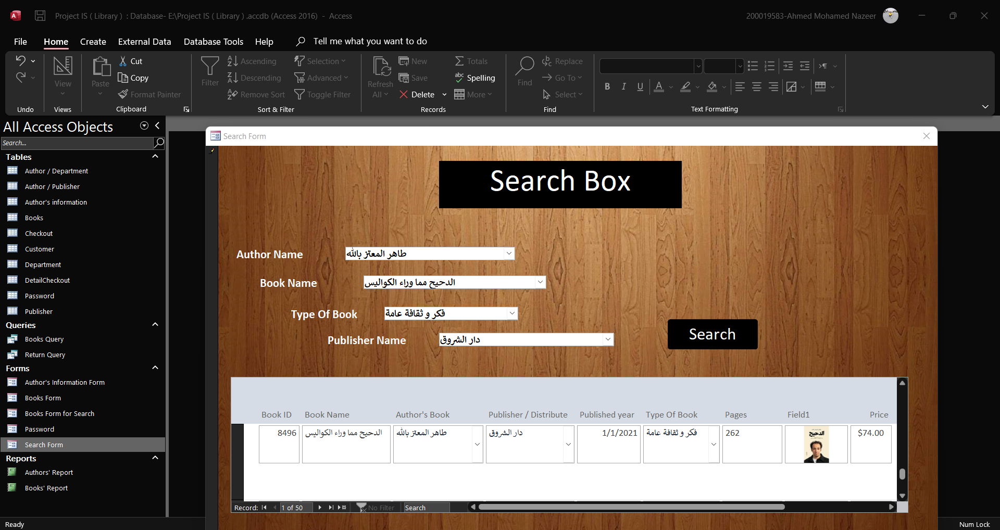 Project IS ( Library )  : Database- E:\Project IS ( Library ) .accdb (Access 2016)  -  Access
200019583-Ahmed Mohamed Nazeer
File Home Create External Data Database Tools Help Tell me what you want to do
Undo
View
Views
Paste
Cut
Copy
Format Painter
Clipboard
Filter
Ascending
Descending
Remove Sort
Selection
Advanced
Toggle Filter
Sort & Filter
Refresh
All
New
Save
Delete
Totals
Spelling
More
Records
Find
Replace
Go To
Select
Find
B I U
Text Formatting
All Access Objects
Search...
Tables
Author / Department
Author / Publisher
Author's information
Books
Checkout
Customer
Department
DetailCheckout
Password
Publisher
Queries
Books Query
Return Query
Forms
Author's Information Form
Books Form
Books Form for Search
Password
Search Form
Reports
Authors' Report
Books' Report
Search Form
Search Box
Author Name طاهر المعتز بالله
Book Name الدحيح مما وراء الكواليس
Type Of Book فكر و ثقافة عامة
Publisher Name دار الشروق
Search
Book ID Book Name Author's Book Publisher / Distribute Published year Type Of Book Pages Field1 Price
8496 الدحيح مما وراء الكواليس طاهر المعتز بالله دار الشروق 1/1/2021 فكر و ثقافة عامة 262 الدحيح $74.00
Record: 1 of 50 No Filter Search
Ready
Num Lock